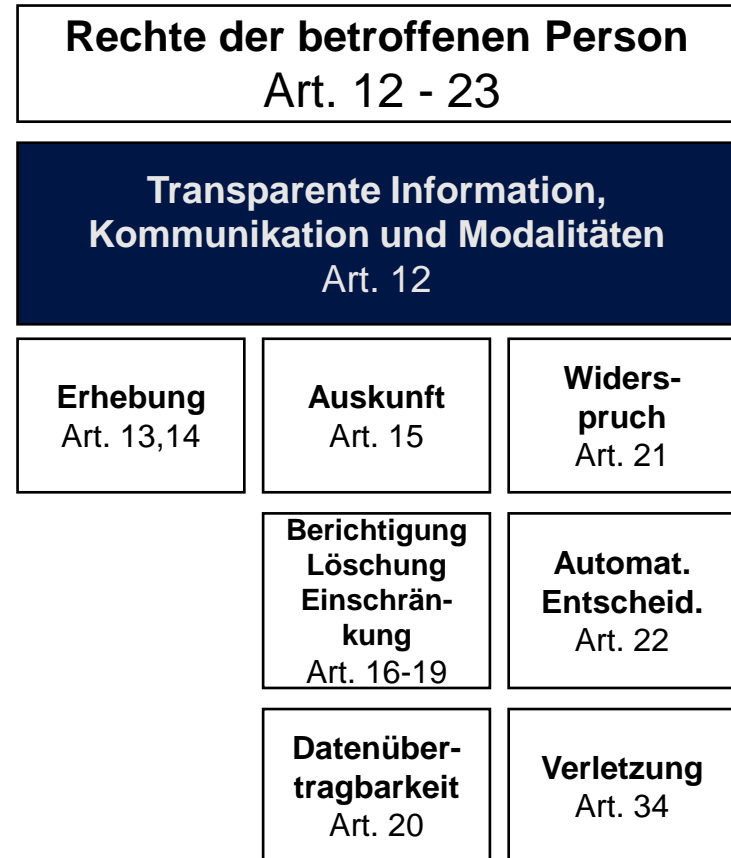 Rechte der betroffenen Person
Art. 12 - 23
Transparente Information,
Kommunikation und Modalitäten
Art. 12
Erhebung
Art. 13,14
Auskunft
Art. 15
Widers-
pruch
Art. 21
Berichtigung
Löschung
Einschrän-
kung
Art. 16-19
Automat.
Entscheid.
Art. 22
Datenüber-
tragbarkeit
Art. 20
Verletzung
Art. 34